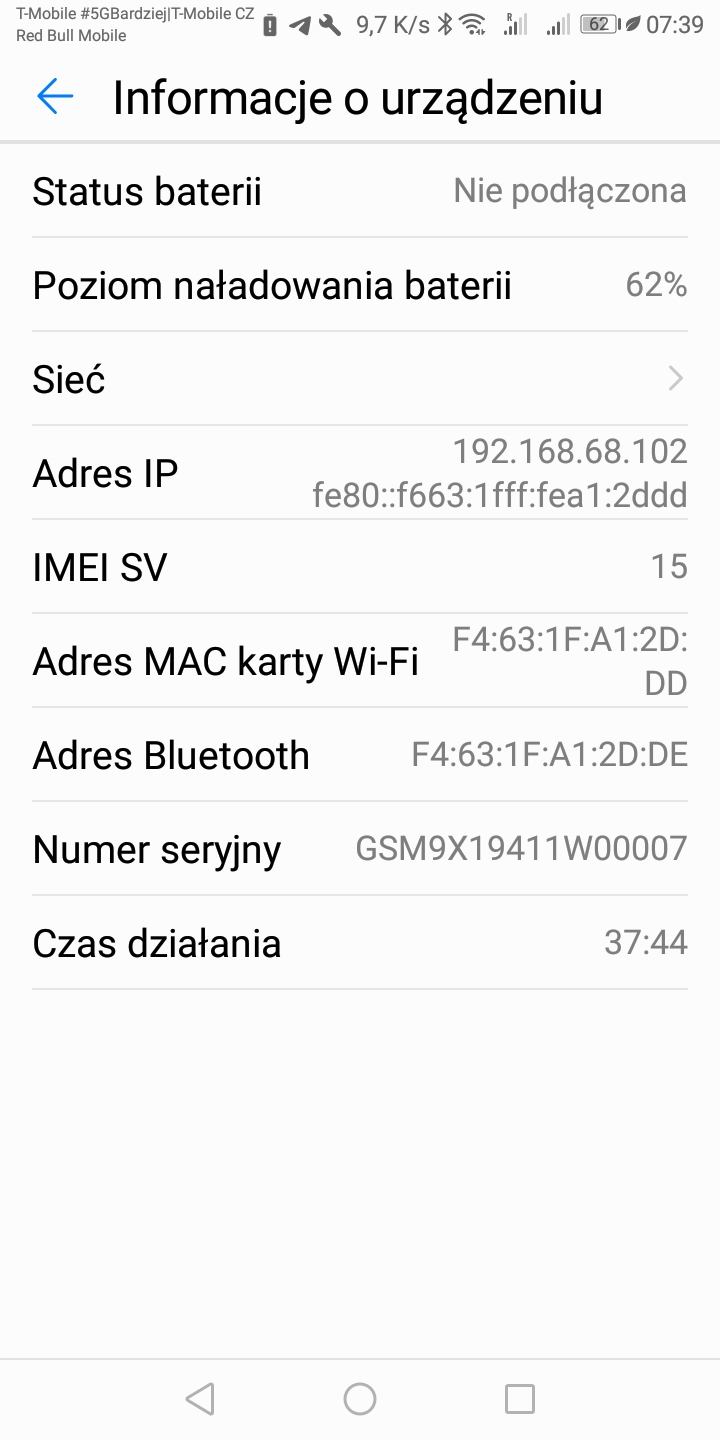 T-Mobile #5GBardziej|T-Mobile CZ
Red Bull Mobile
9,7 K/s R 62 07:39
Informacje o urządzeniu
Status baterii Nie podłączona
Poziom naładowania baterii 62%
Sieć
Adres IP 192.168.68.102
fe80::f663:1fff:fea1:2ddd
IMEI SV 15
Adres MAC karty Wi-Fi F4:63:1F:A1:2D:
DD
Adres Bluetooth F4:63:1F:A1:2D:DE
Numer seryjny GSM9X19411W00007
Czas działania 37:44